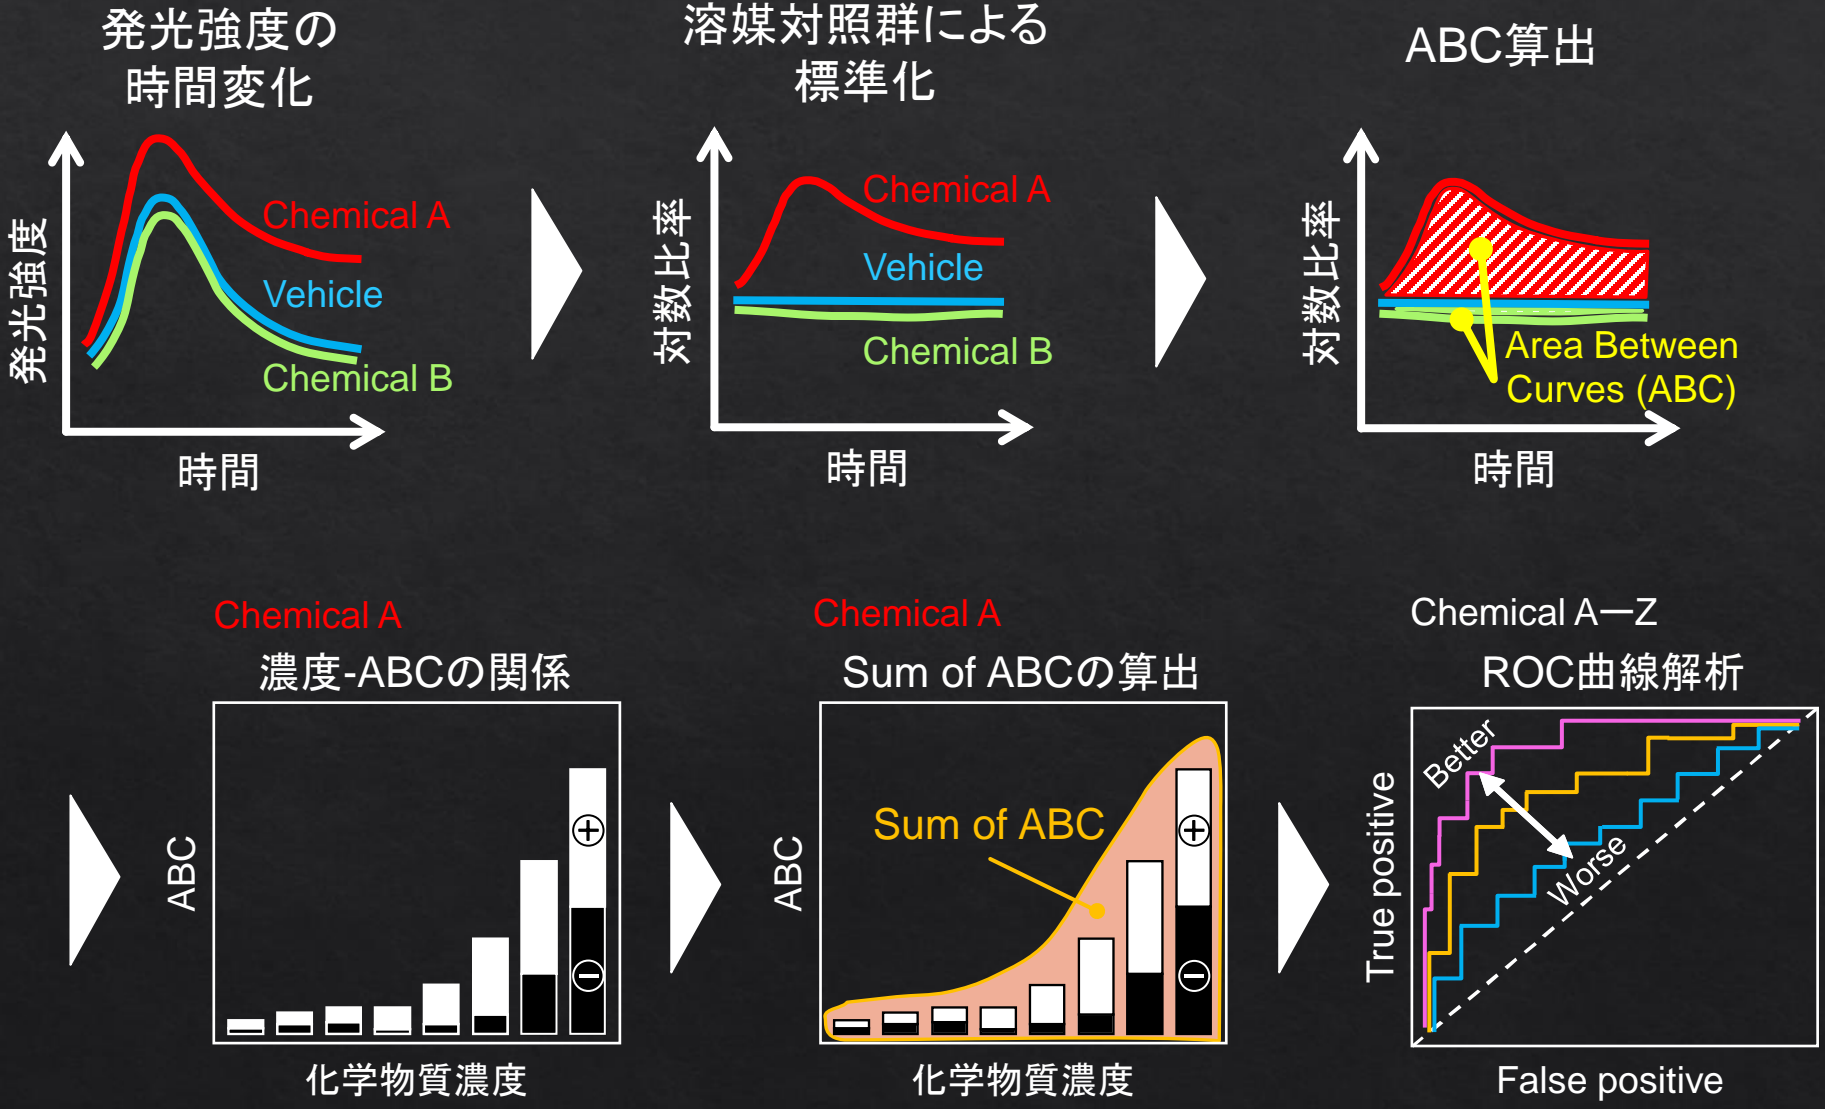 発光強度の
時間変化
発光強度
Chemical A
Vehicle
Chemical B
時間
溶媒対照群による
標準化
対数比率
Chemical A
Vehicle
Chemical B
時間
ABC算出
対数比率
Area Between
Curves (ABC)
時間
Chemical A
濃度-ABCの関係
ABC
+
−
化学物質濃度
Chemical A
Sum of ABCの算出
ABC
Sum of ABC
+
−
化学物質濃度
Chemical A—Z
ROC曲線解析
True positive
Better
Worse
False positive